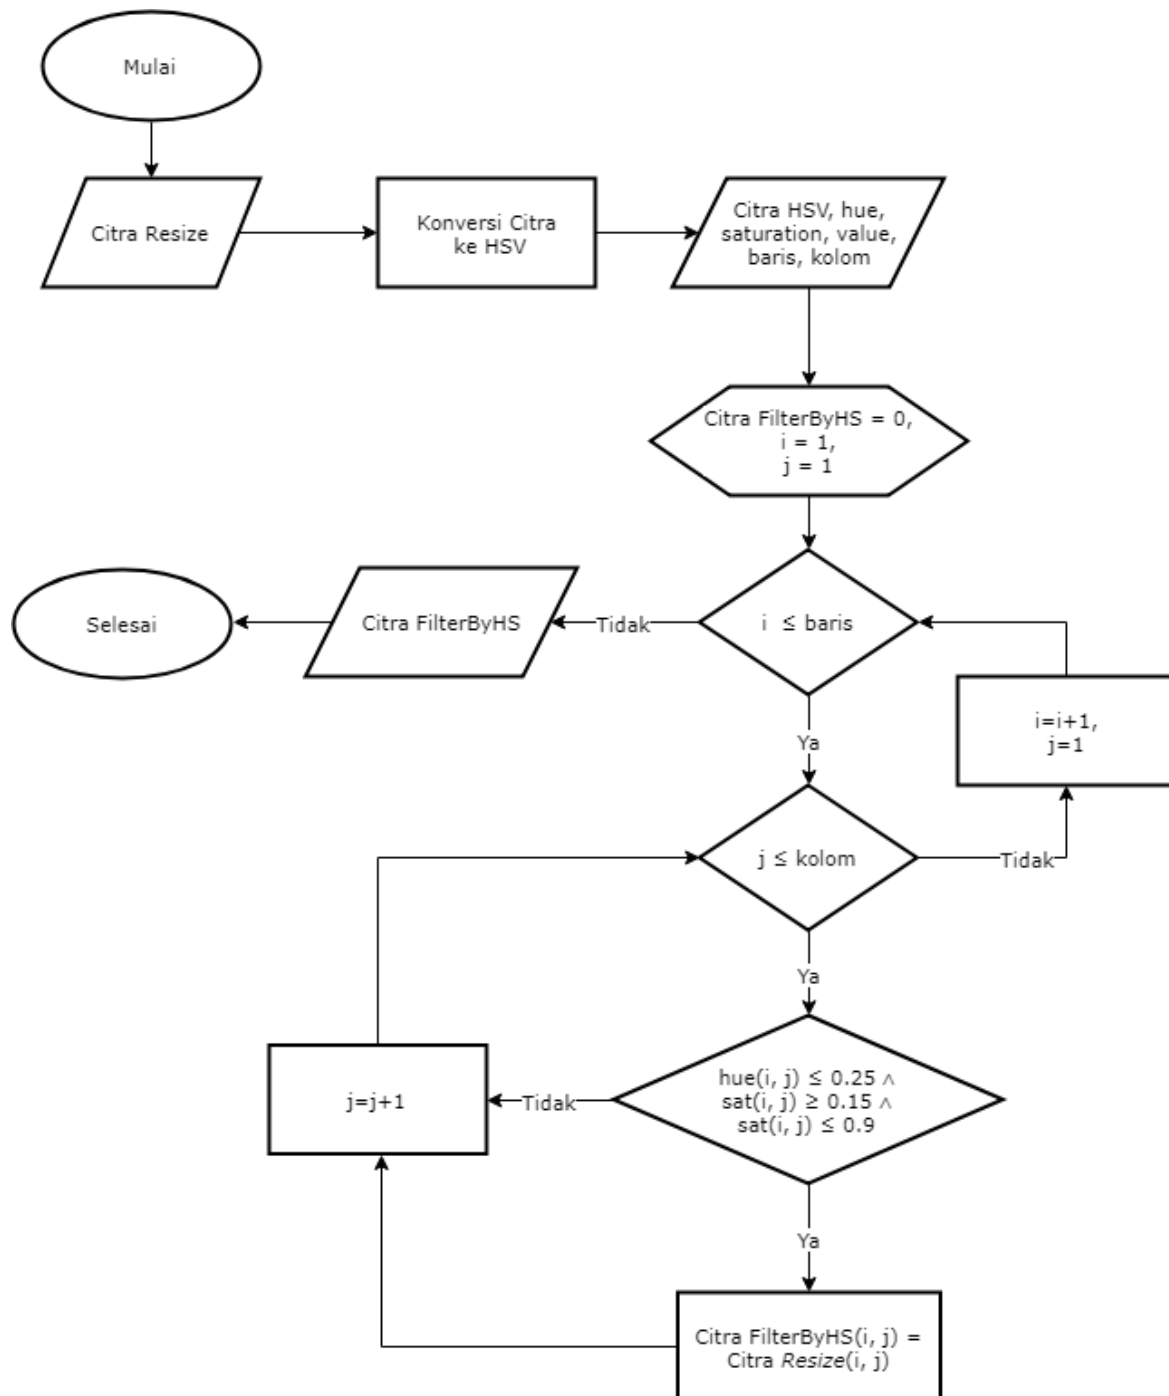 Mulai
Citra Resize
Konversi Citra
ke HSV
Citra HSV, hue,
saturation, value,
baris, kolom
Citra FilterByHS = 0,
i = 1,
j = 1
i ≤ baris
Tidak
Citra FilterByHS
Selesai
Ya
i=i+1,
j=1
j ≤ kolom
Tidak
Ya
hue(i, j) ≤ 0.25 ∧
sat(i, j) ≥ 0.15 ∧
sat(i, j) ≤ 0.9
Tidak
j=j+1
Ya
Citra FilterByHS(i, j) =
Citra Resize(i, j)